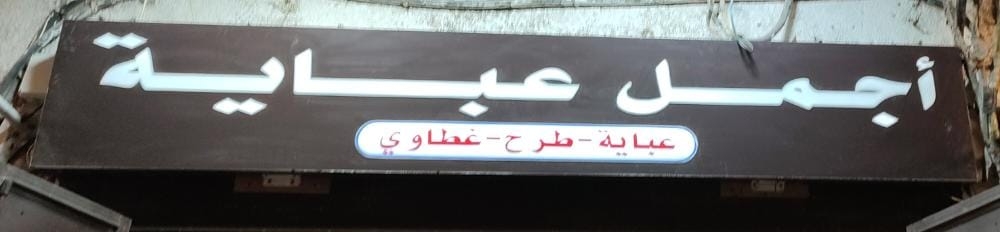 أجمل عباية
عباية - طرح - غطاوي